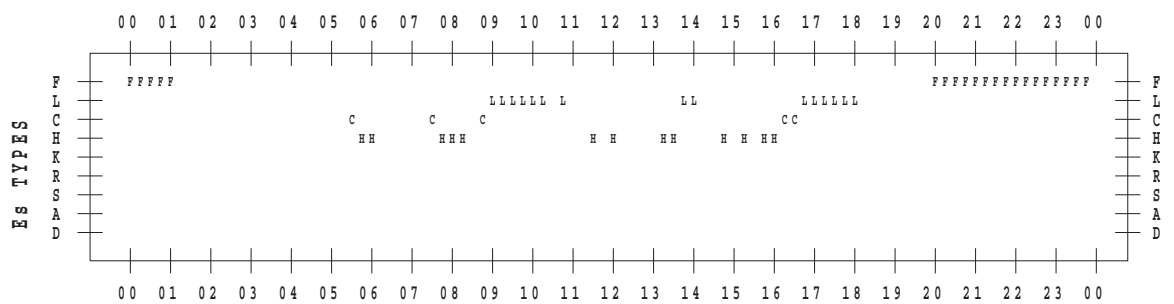 00 01 02 03 04 05 06 07 08 09 10 11 12 13 14 15 16 17 18 19 20 21 22 23 00
F FFFFF FFFFFFFFFFFFFFFF F
L LLLLLL L LL LLLLLL L
C C C C CC C
H HH HHH H H HH H H HH H
K K
R R
S S
A A
D D
Es TYPES
00 01 02 03 04 05 06 07 08 09 10 11 12 13 14 15 16 17 18 19 20 21 22 23 00